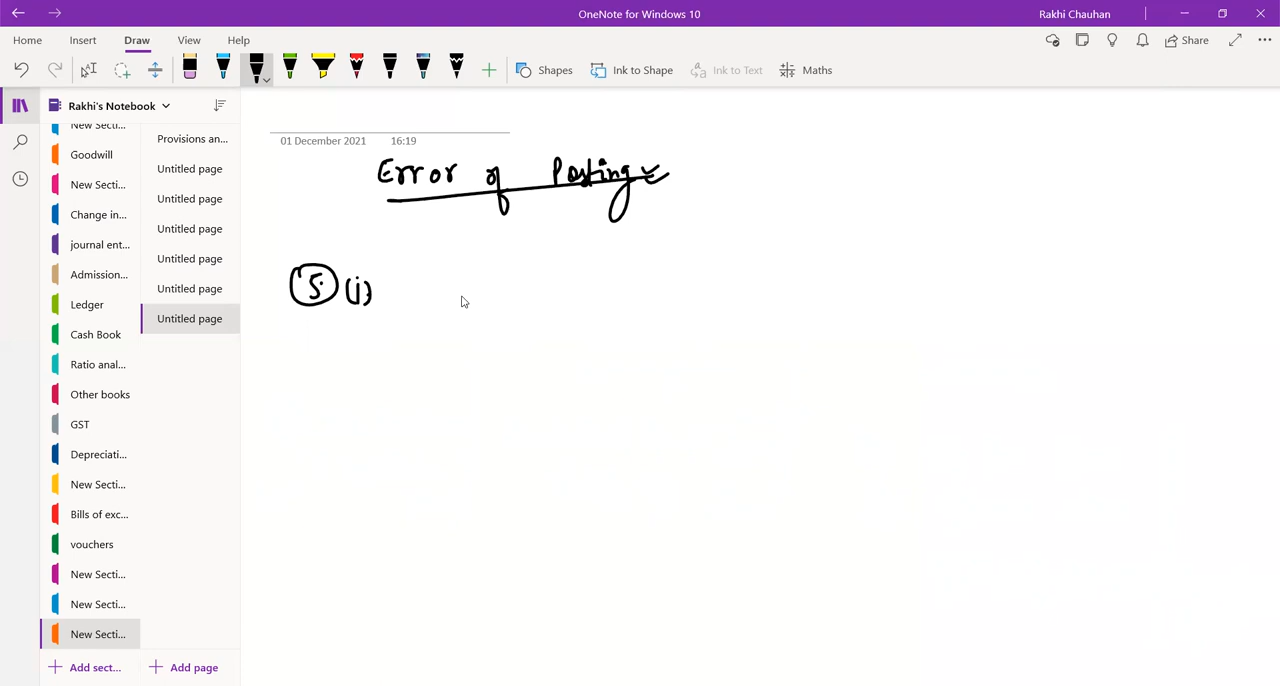 OneNote for Windows 10
Rakhi Chauhan
Home Insert Draw View Help
Share
Shapes Ink to Shape Ink to Text Maths
Rakhi's Notebook
New Secti...
Goodwill
New Secti...
Change in...
journal ent...
Admission...
Ledger
Cash Book
Ratio anal...
Other books
GST
Depreciati...
New Secti...
Bills of exc...
vouchers
New Secti...
New Secti...
New Secti...
Add sect...
Provisions an...
Untitled page
Untitled page
Untitled page
Untitled page
Untitled page
Untitled page
Add page
01 December 2021 16:19
Error of Posting
5. (i)